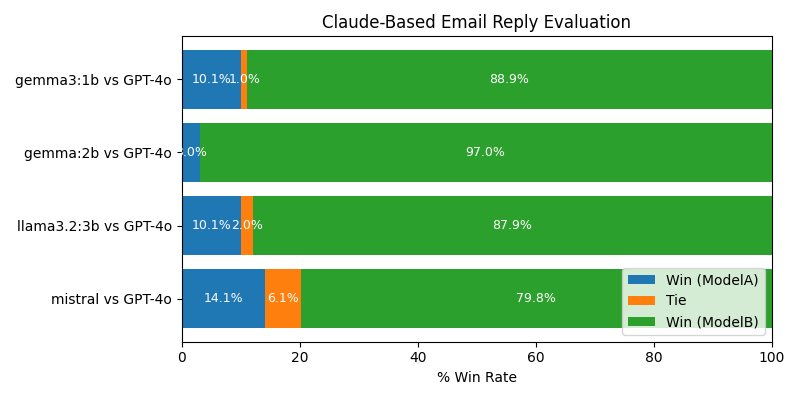 Claude-Based Email Reply Evaluation
gemma3:1b vs GPT-4o
10.1% 1.0% 88.9%
gemma:2b vs GPT-4o
3.0% 97.0%
llama3.2:3b vs GPT-4o
10.1% 2.0% 87.9%
mistral vs GPT-4o
14.1% 6.1% 79.8%
Win (ModelA)
Tie
Win (ModelB)
0 20 40 60 80 100
% Win Rate